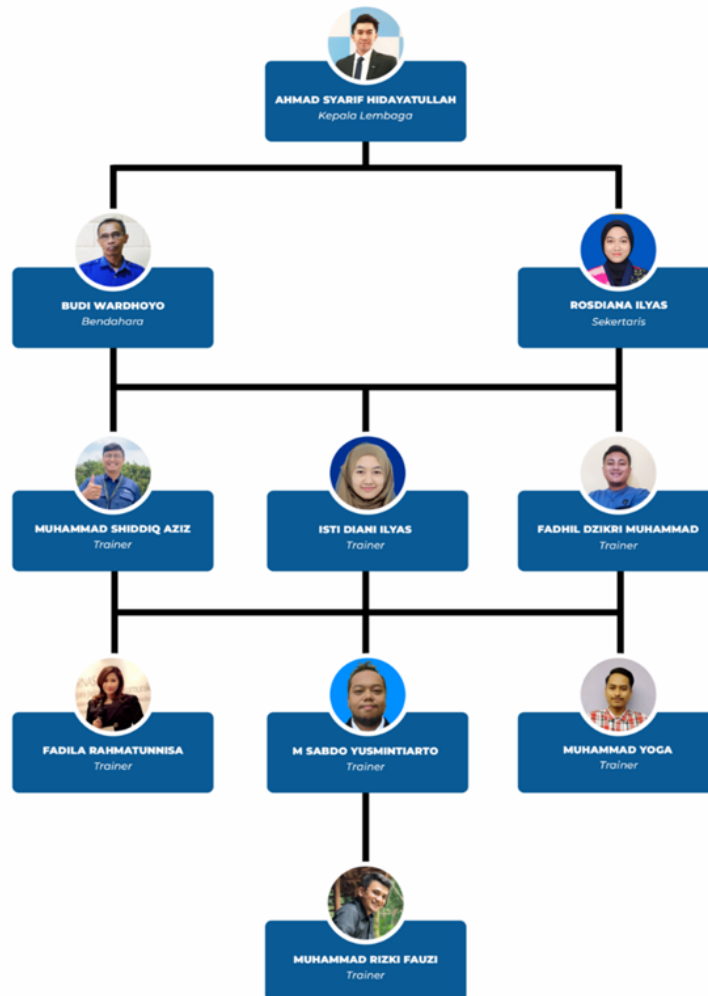 AHMAD SYARIF HIDAYATULLAH
Kepala Lembaga
BUDI WARDHOYO
Bendahara
ROSDIANA ILYAS
Sekertaris
MUHAMMAD SHIDDIQ AZIZ
Trainer
ISTI DIANI ILYAS
Trainer
FADHIL DZIKRI MUHAMMAD
Trainer
FADILA RAHMATUNNISA
Trainer
M SABDO YUSMINTIARTO
Trainer
MUHAMMAD YOGA
Trainer
MUHAMMAD RIZKI FAUZI
Trainer